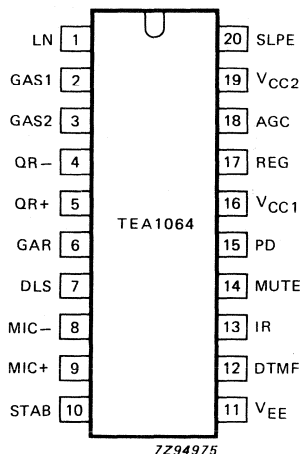 LN 1 20 SLPE
GAS1 2 19 VCC2
GAS2 3 18 AGC
QR− 4 17 REG
QR+ 5 16 VCC1
TEA1064
GAR 6 15 PD
DLS 7 14 MUTE
MIC− 8 13 IR
MIC+ 9 12 DTMF
STAB 10 11 VEE
7Z94975